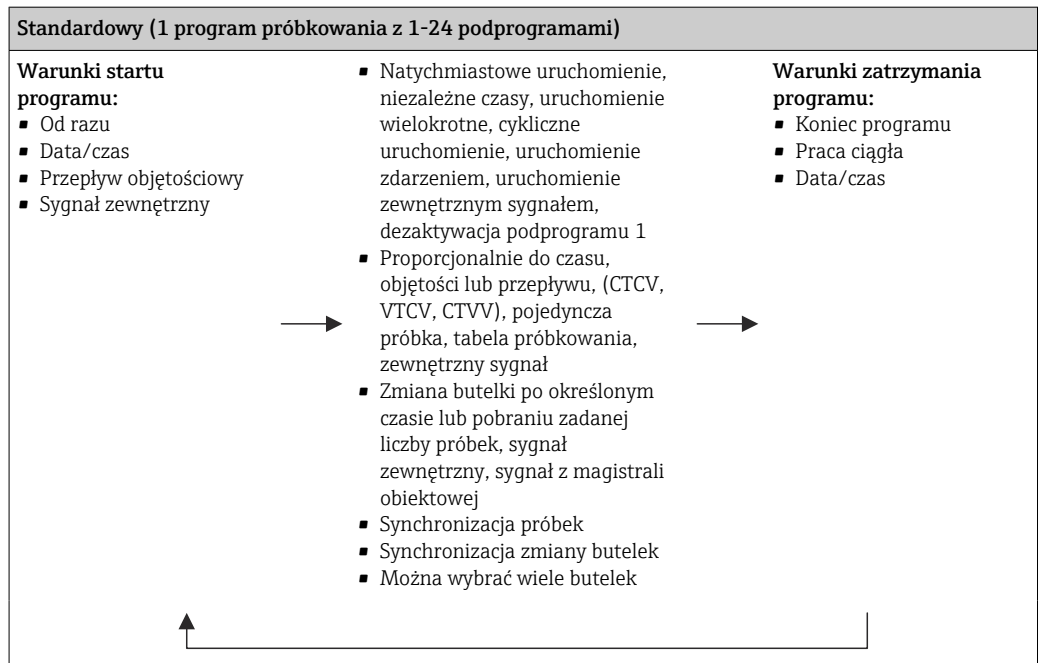 Standardowy (1 program próbkowania z 1-24 podprogramami)
Warunki startu
programu:
▪ Od razu
▪ Data/czas
▪ Przepływ objętościowy
▪ Sygnał zewnętrzny
▪ Natychmiastowe uruchomienie,
niezależne czasy, uruchomienie
wielokrotne, cykliczne
uruchomienie, uruchomienie
zdarzeniem, uruchomienie
zewnętrznym sygnałem,
dezaktywacja podprogramu 1
▪ Proporcjonalnie do czasu,
objętości lub przepływu, (CTCV,
VTCV, CTVV), pojedyncza
próbka, tabela próbkowania,
zewnętrzny sygnał
▪ Zmiana butelki po określonym
czasie lub pobraniu zadanej
liczby próbek, sygnał
zewnętrzny, sygnał z magistrali
obiektowej
▪ Synchronizacja próbek
▪ Synchronizacja zmiany butelek
▪ Można wybrać wiele butelek
Warunki zatrzymania
programu:
▪ Koniec programu
▪ Praca ciągła
▪ Data/czas